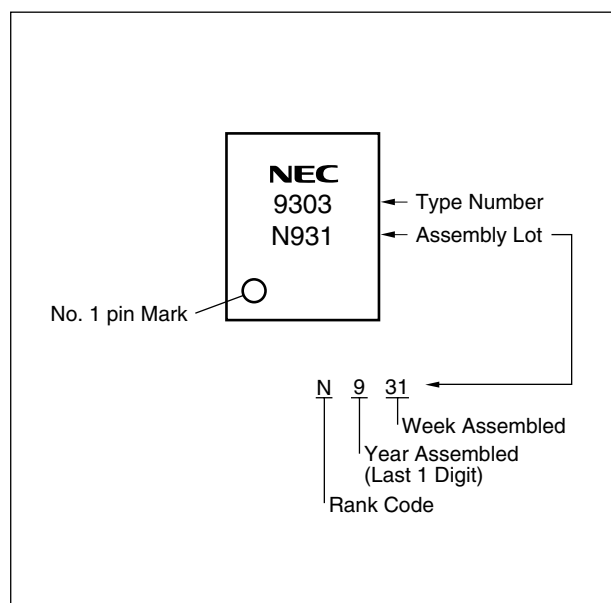 NEC
9303
N931
Type Number
Assembly Lot
No. 1 pin Mark
N 9 31
Week Assembled
Year Assembled
(Last 1 Digit)
Rank Code